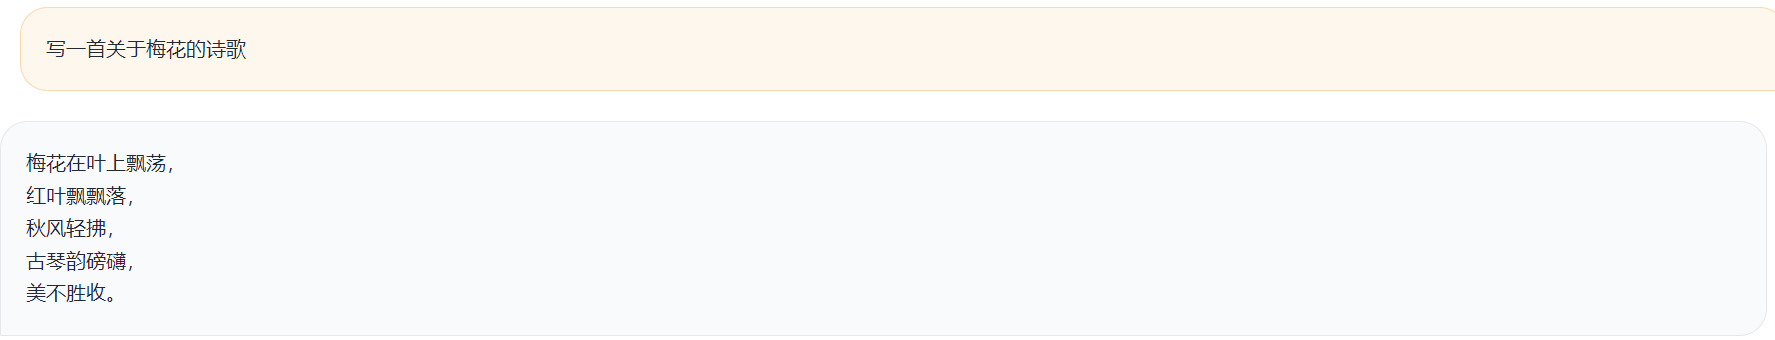 写一首关于梅花的诗歌
梅花在叶上飘荡，
红叶飘飘落，
秋风轻拂，
古琴韵磅礴，
美不胜收。